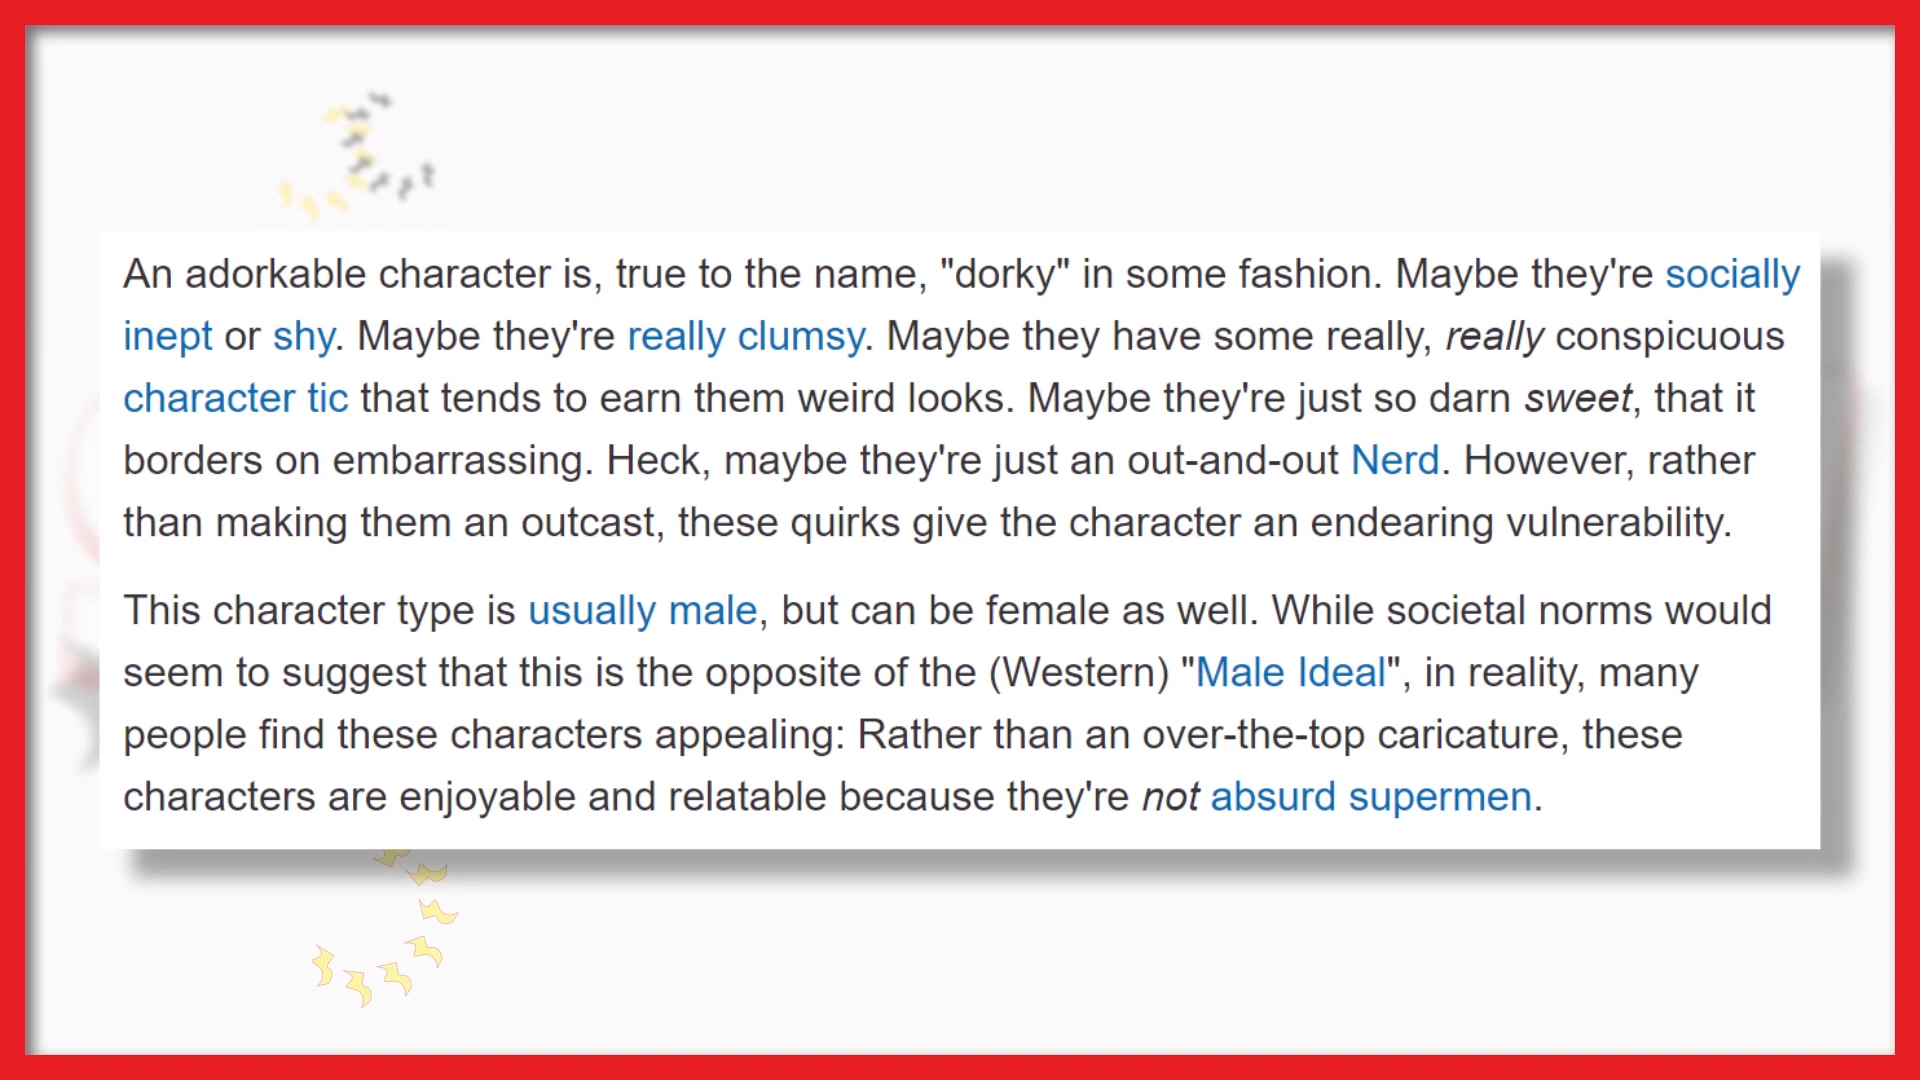 An adorkable character is, true to the name, "dorky" in some fashion. Maybe they're socially
inept or shy. Maybe they're really clumsy. Maybe they have some really, really conspicuous
character tic that tends to earn them weird looks. Maybe they're just so darn sweet, that it
borders on embarrassing. Heck, maybe they're just an out-and-out Nerd. However, rather
than making them an outcast, these quirks give the character an endearing vulnerability.
This character type is usually male, but can be female as well. While societal norms would
seem to suggest that this is the opposite of the (Western) "Male Ideal", in reality, many
people find these characters appealing: Rather than an over-the-top caricature, these
characters are enjoyable and relatable because they're not absurd supermen.